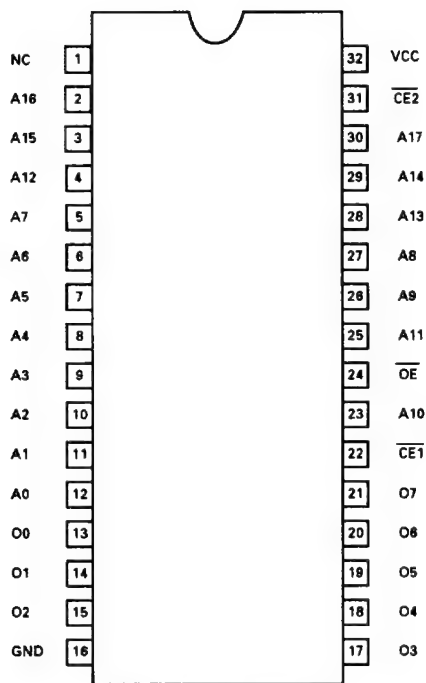 NC 1 32 VCC
A16 2 31 C̅E̅2̅
A15 3 30 A17
A12 4 29 A14
A7 5 28 A13
A6 6 27 A8
A5 7 26 A9
A4 8 25 A11
A3 9 24 O̅E̅
A2 10 23 A10
A1 11 22 C̅E̅1̅
A0 12 21 O7
O0 13 20 O6
O1 14 19 O5
O2 15 18 O4
GND 16 17 O3